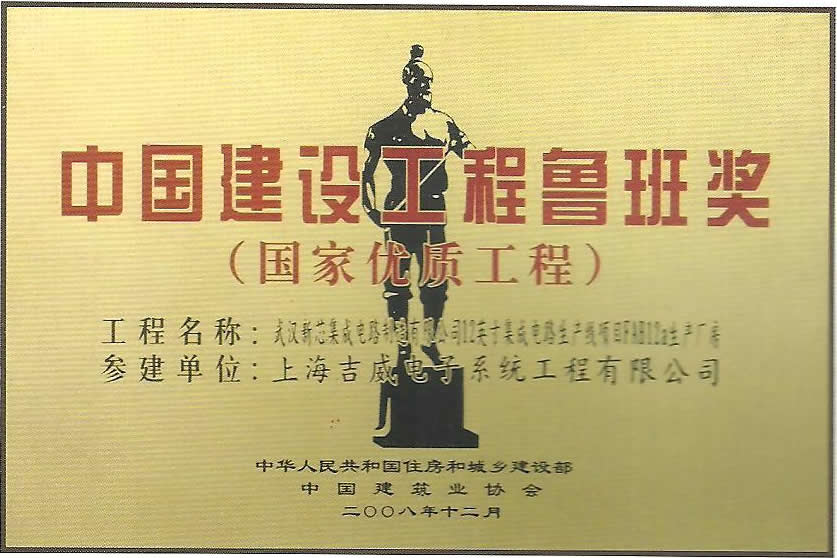 中国建设工程鲁班奖
（国家优质工程）
工程名称：武汉新芯集成电路制造有限公司12英寸集成电路生产线项目FAB12a生产厂房
参建单位：上海吉威电子系统工程有限公司
中华人民共和国住房和城乡建设部
中国建筑业协会
二〇〇八年十二月